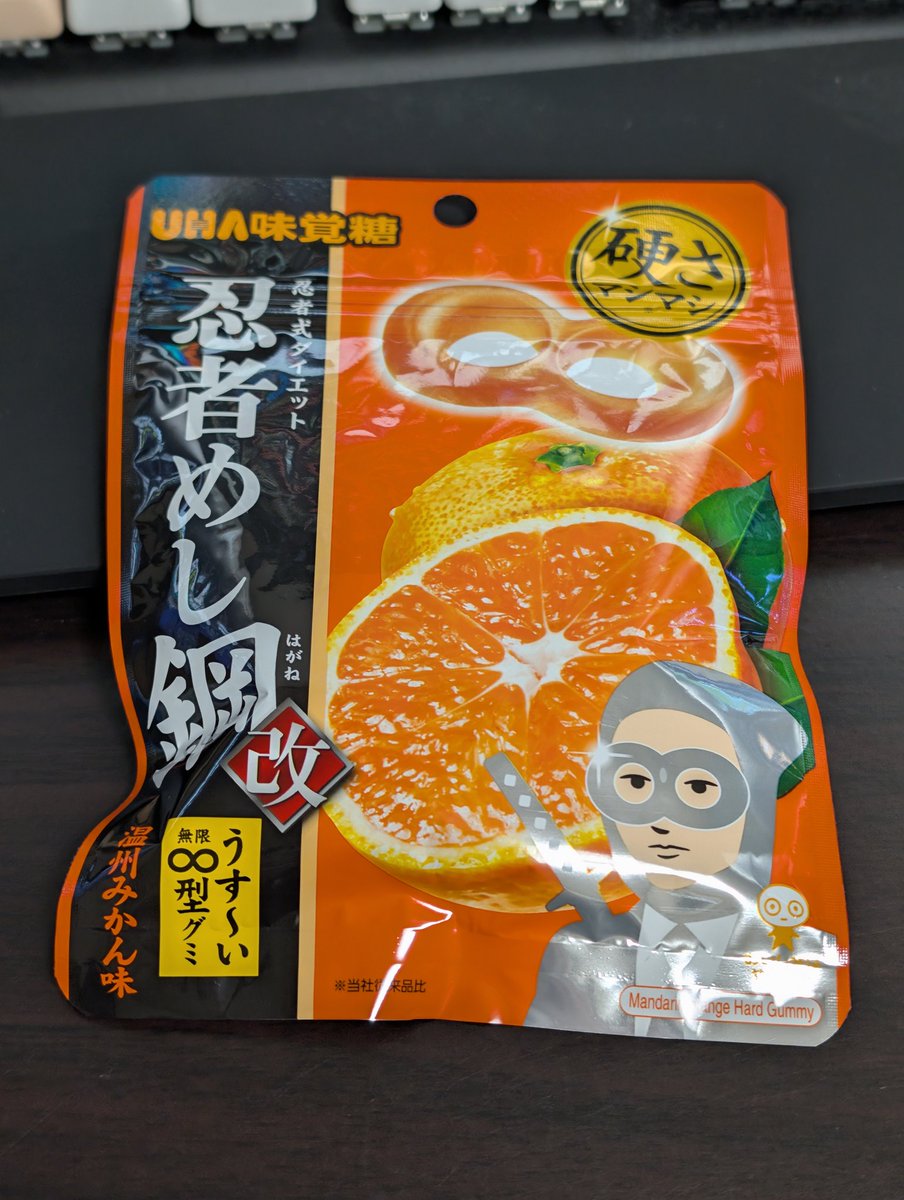 UHA味覚糖
硬さ
マシマシ
忍者式ダイエット
忍者めし鋼
はがね
改
温州みかん味
うす〜い
無限
∞型グミ
※当社従来品比
Hard Gummy